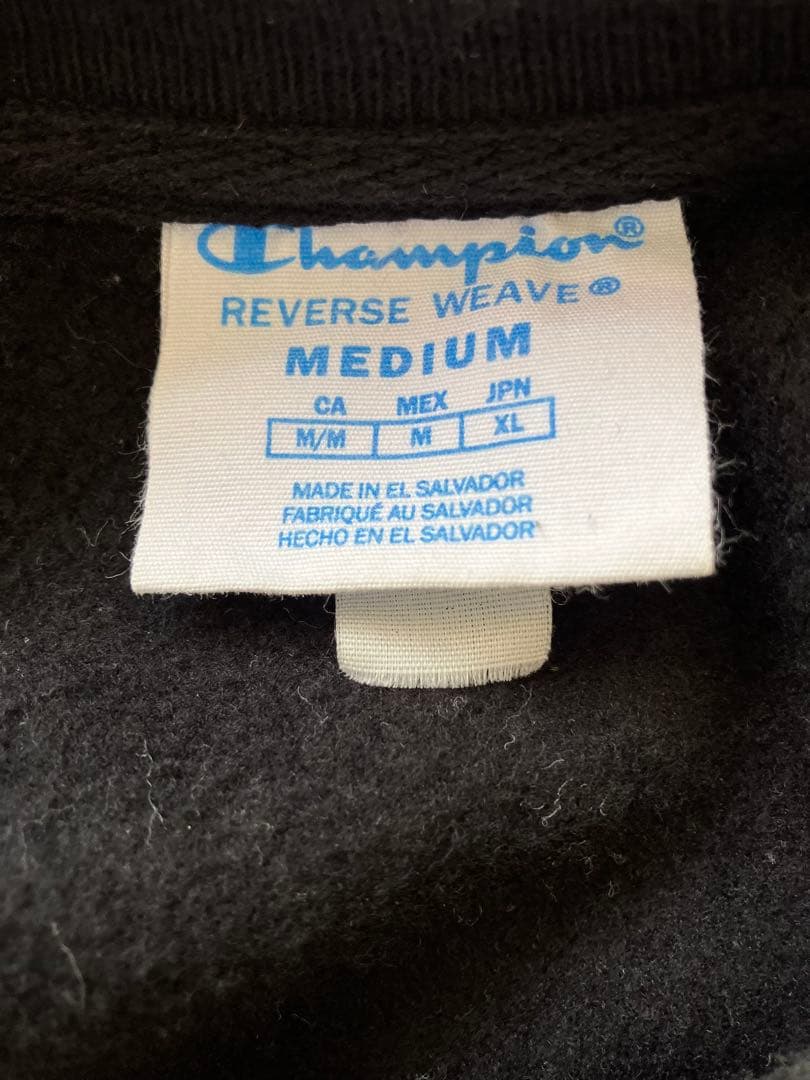 Champion®
REVERSE WEAVE®
MEDIUM
CA MEX JPN
M/M M XL
MADE IN EL SALVADOR
FABRIQUÉ AU SALVADOR
HECHO EN EL SALVADOR